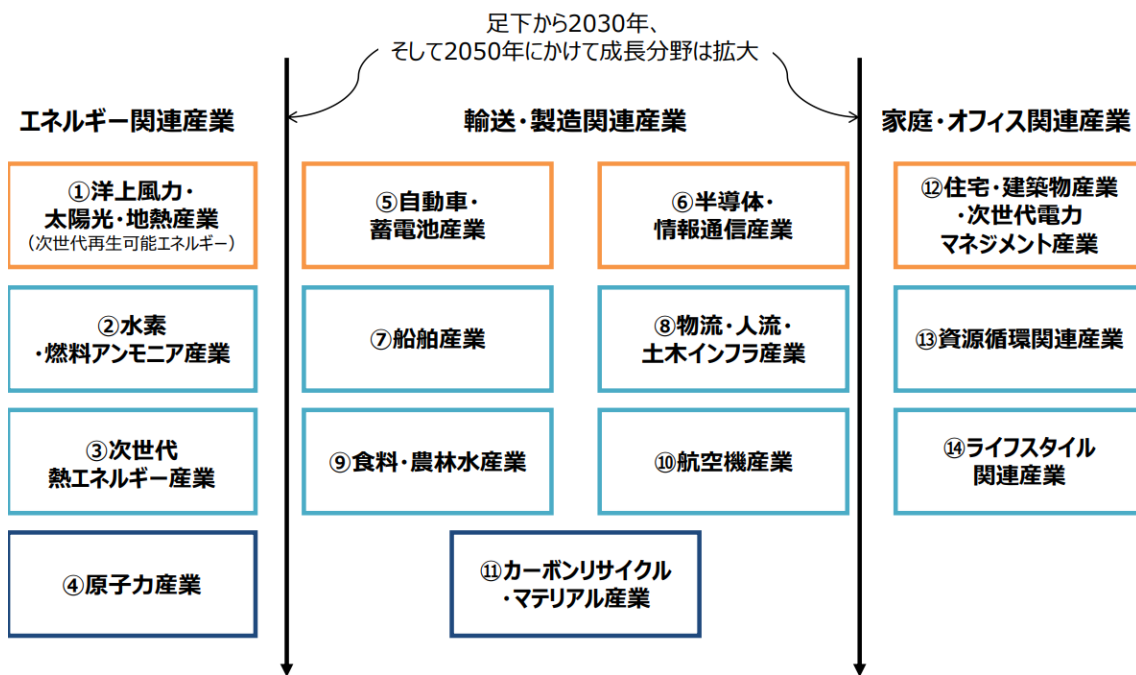 足下から2030年、
そして2050年にかけて成長分野は拡大
エネルギー関連産業
輸送・製造関連産業
家庭・オフィス関連産業
①洋上風力・
太陽光・地熱産業
（次世代再生可能エネルギー）
⑤自動車・
蓄電池産業
⑥半導体・
情報通信産業
⑫住宅・建築物産業
・次世代電力
マネジメント産業
②水素
・燃料アンモニア産業
⑦船舶産業
⑧物流・人流・
土木インフラ産業
⑬資源循環関連産業
③次世代
熱エネルギー産業
⑨食料・農林水産業
⑩航空機産業
⑭ライフスタイル
関連産業
④原子力産業
⑪カーボンリサイクル
・マテリアル産業